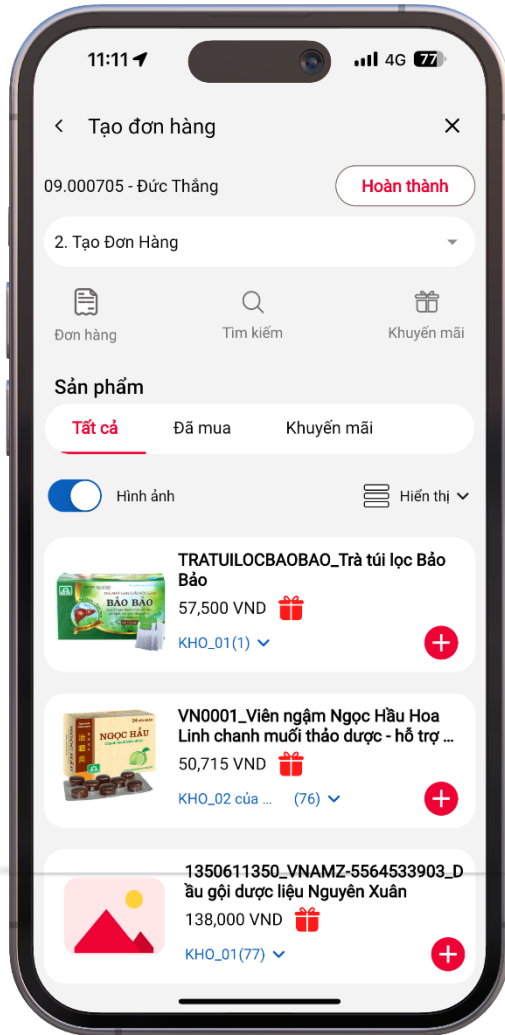 11:11 4G 77
Tạo đơn hàng
09.000705 - Đức Thắng Hoàn thành
2. Tạo Đơn Hàng
Đơn hàng Tìm kiếm Khuyến mãi
Sản phẩm
Tất cả Đã mua Khuyến mãi
Hình ảnh Hiển thị
TRATUILOCBAOBAO_Trà túi lọc Bảo
Bảo
BẢO BẢO
57,500 VND
KHO_01(1)
VN0001_Viên ngậm Ngọc Hầu Hoa
Linh chanh muối thảo dược - hỗ trợ ...
NGỌC HẦU
50,715 VND
KHO_02 của ... (76)
1350611350_VNAMZ-5564533903_D
ầu gội dược liệu Nguyên Xuân
138,000 VND
KHO_01(77)